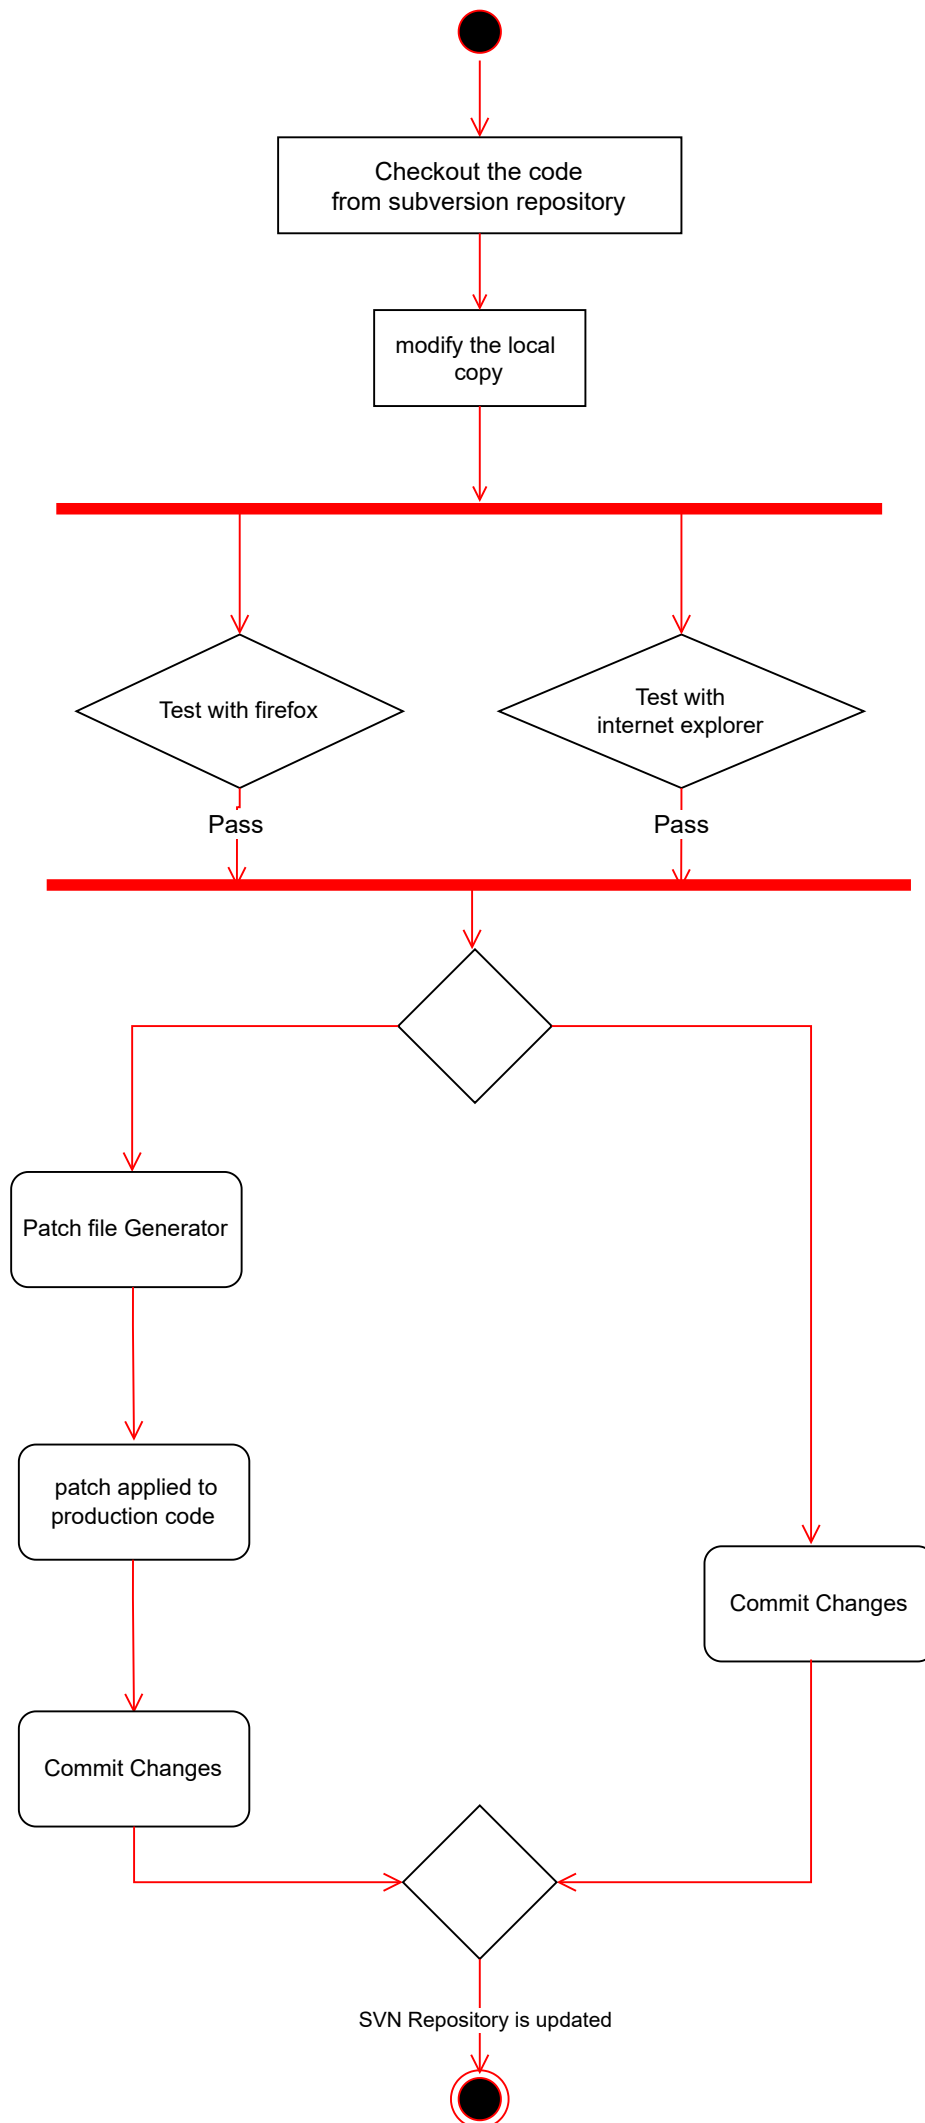 Checkout the code
from subversion repository
modify the local
copy
Test with firefox
Test with
internet explorer
Pass
Pass
Patch file Generator
patch applied to
production code
Commit Changes
Commit Changes
SVN Repository is updated